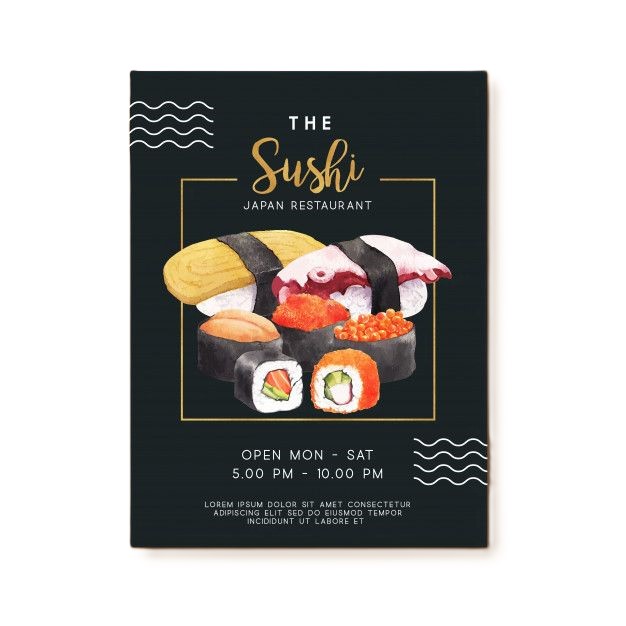 THE
Sushi
JAPAN RESTAURANT
OPEN MON - SAT
5.00 PM - 10.00 PM
LOREM IPSUM DOLOR SIT AMET CONSECTETUR
ADIPISCING ELIT SED DO EIUSMOD TEMPOR
INCIDIDUNT UT LABORE ET